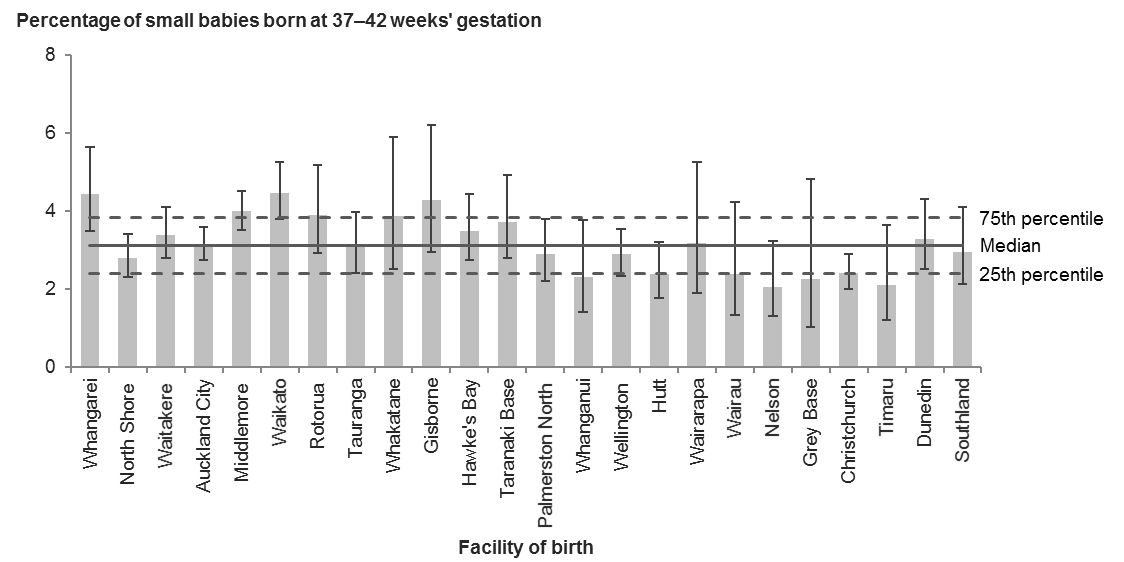 Percentage of small babies born at 37–42 weeks' gestation
8
6
4
2
0
75th percentile
Median
25th percentile
Whangarei
North Shore
Waitakere
Auckland City
Middlemore
Waikato
Rotorua
Tauranga
Whakatane
Gisborne
Hawke's Bay
Taranaki Base
Palmerston North
Whanganui
Wellington
Hutt
Wairarapa
Wairau
Nelson
Grey Base
Christchurch
Timaru
Dunedin
Southland
Facility of birth